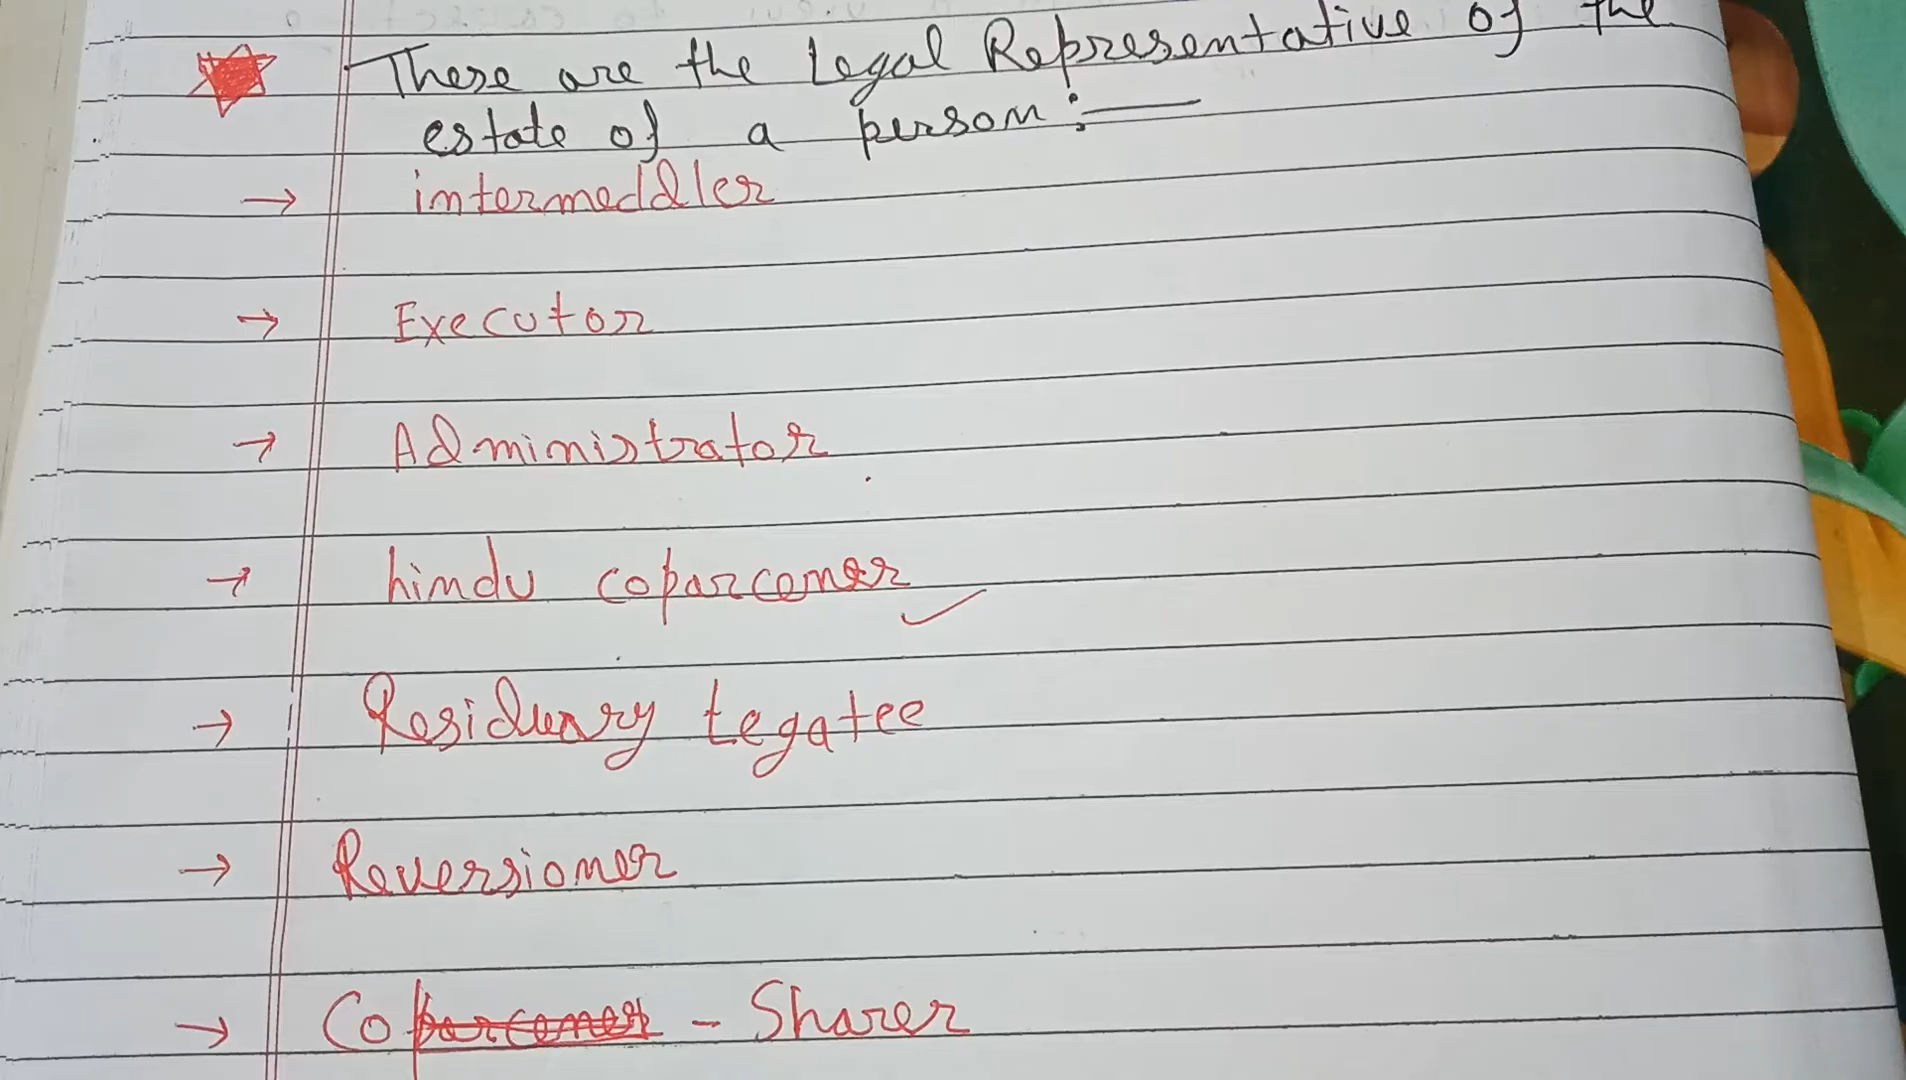 These are the Legal Representative of the
estate of a person :—
→ intermeddler
→ Executor
→ Administrator
→ hindu coparcener ✓
→ Residuary legatee
→ Reversioner
→ Co - Sharer